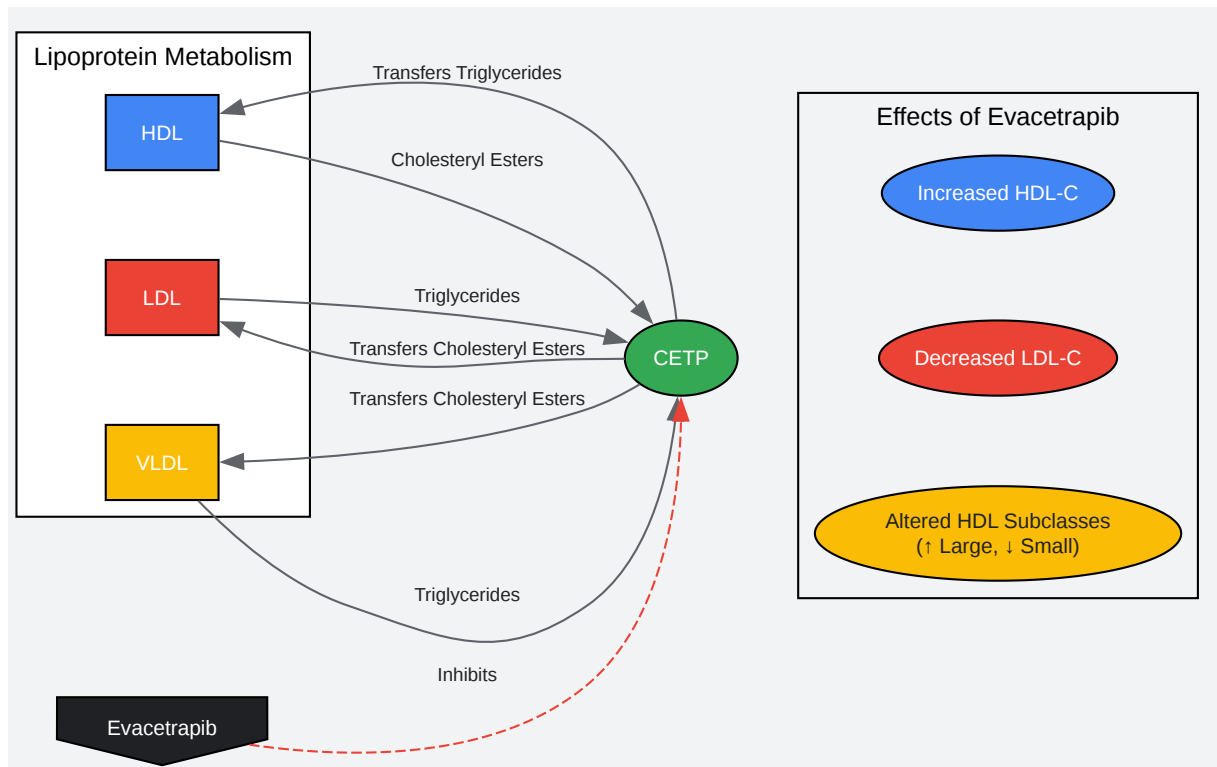 Lipoprotein Metabolism
HDL
LDL
VLDL
Transfers Triglycerides
Cholesteryl Esters
Triglycerides
Transfers Cholesteryl Esters
Transfers Cholesteryl Esters
Triglycerides
Inhibits
CETP
Evacetrapib
Effects of Evacetrapib
Increased HDL-C
Decreased LDL-C
Altered HDL Subclasses
(↑ Large, ↓ Small)